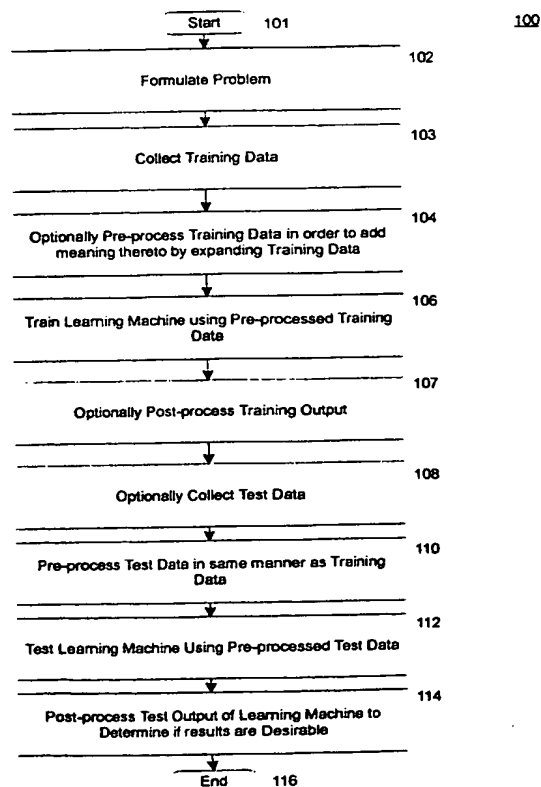 Start 101 100
102
Formulate Problem
103
Collect Training Data
104
Optionally Pre-process Training Data in order to add
meaning thereto by expanding Training Data
106
Train Learning Machine using Pre-processed Training
Data
107
Optionally Post-process Training Output
108
Optionally Collect Test Data
110
Pre-process Test Data in same manner as Training
Data
112
Test Learning Machine Using Pre-processed Test Data
114
Post-process Test Output of Learning Machine to
Determine if results are Desirable
End 116